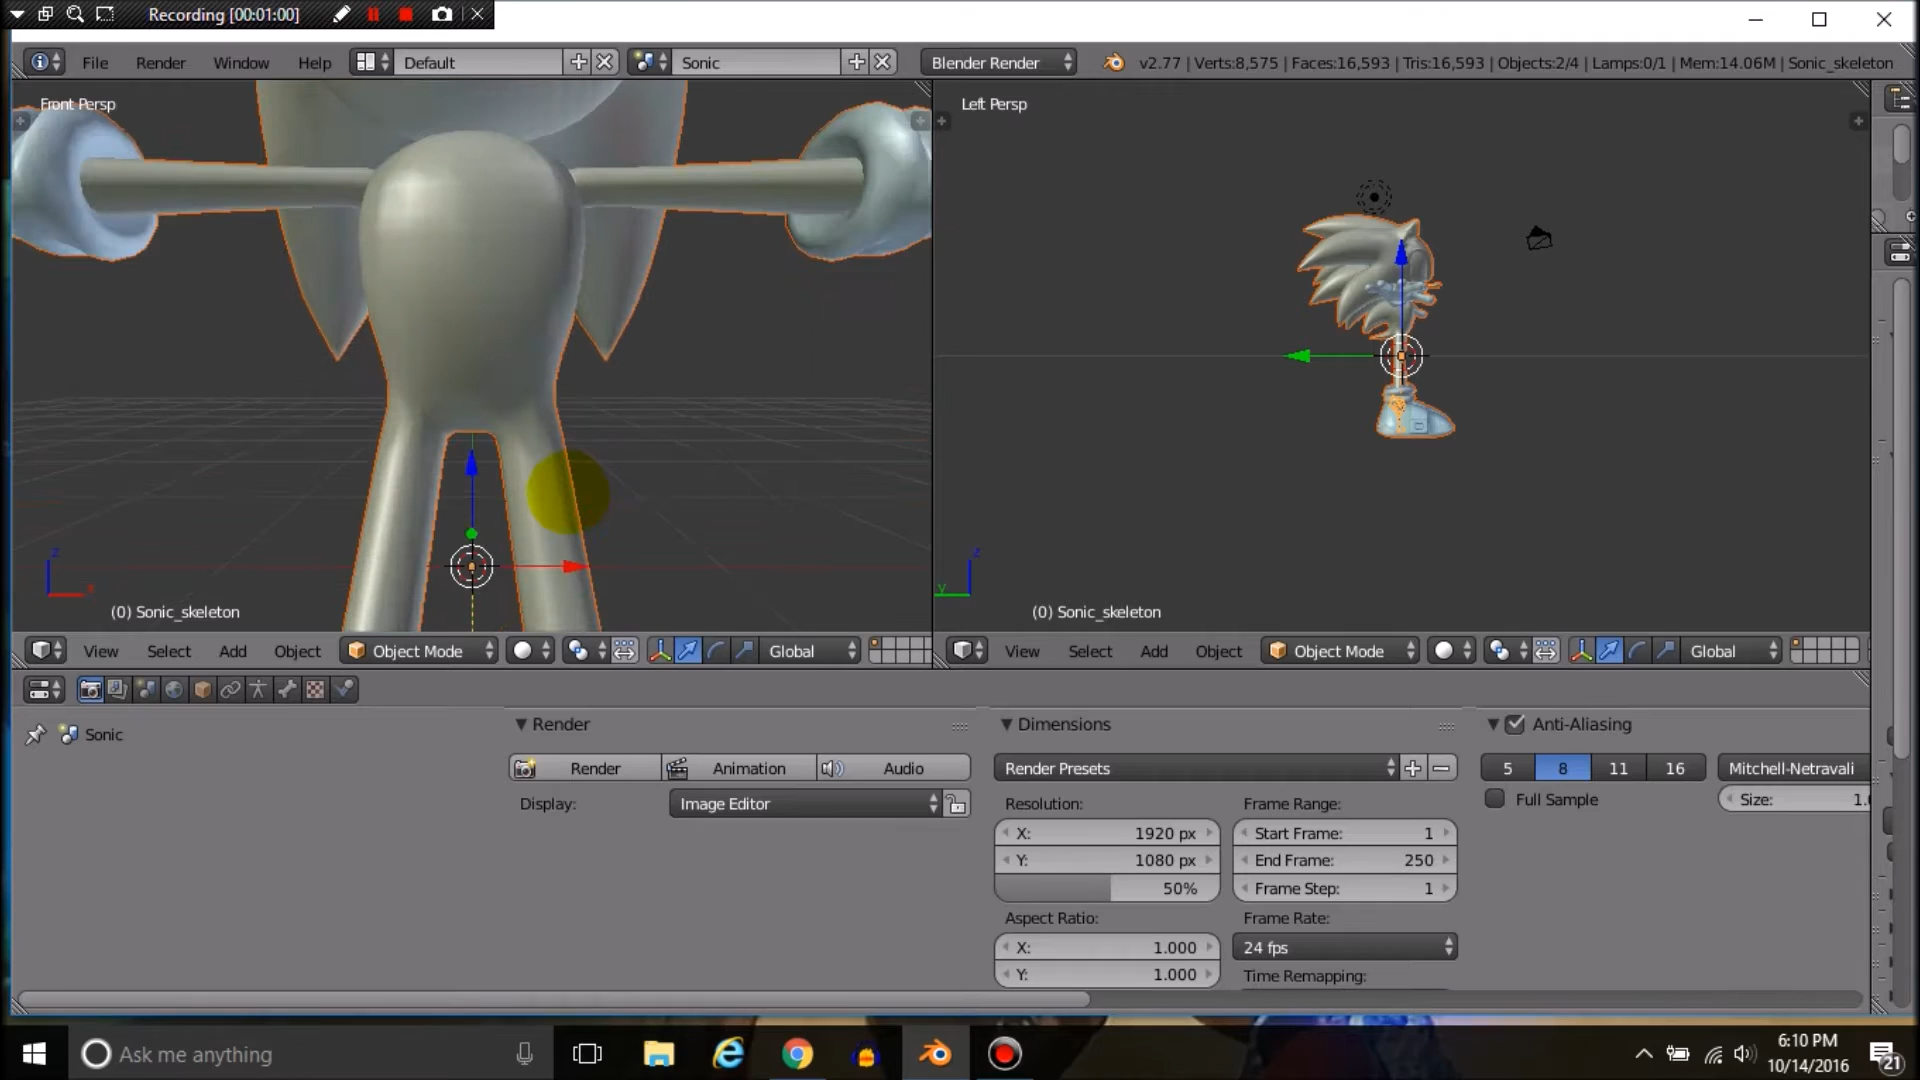 Recording [00:01:00]
File Render Window Help Default Sonic Blender Render v2.77 | Verts:8,575 | Faces:16,593 | Tris:16,593 | Objects:2/4 | Lamps:0/1 | Mem:14.06M | Sonic_skeleton
Front Persp
Left Persp
z
x
(0) Sonic_skeleton
z
y
(0) Sonic_skeleton
View Select Add Object Object Mode Global
View Select Add Object Object Mode Global
Sonic
Render
Render Animation Audio
Display: Image Editor
Dimensions
Render Presets
Resolution: Frame Range:
X: 1920 px Start Frame: 1
Y: 1080 px End Frame: 250
50% Frame Step: 1
Aspect Ratio: Frame Rate:
X: 1.000 24 fps
Y: 1.000 Time Remapping:
Anti-Aliasing
5 8 11 16 Mitchell-Netravali
Full Sample Size: 1.
Ask me anything
6:10 PM
10/14/2016
21